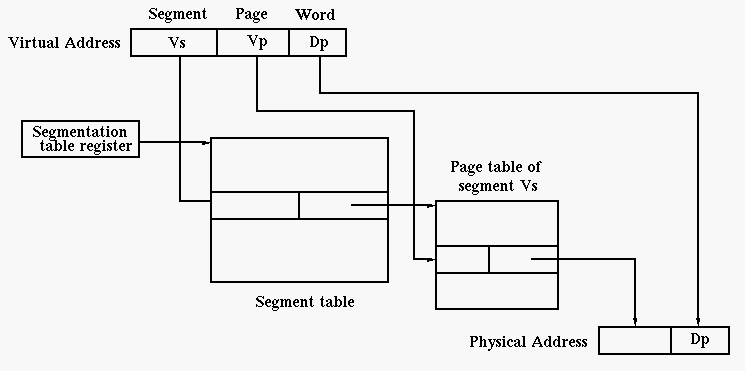 Segment Page Word
Virtual Address Vs Vp Dp
Segmentation
table register
Page table of
segment Vs
Segment table
Physical Address Dp